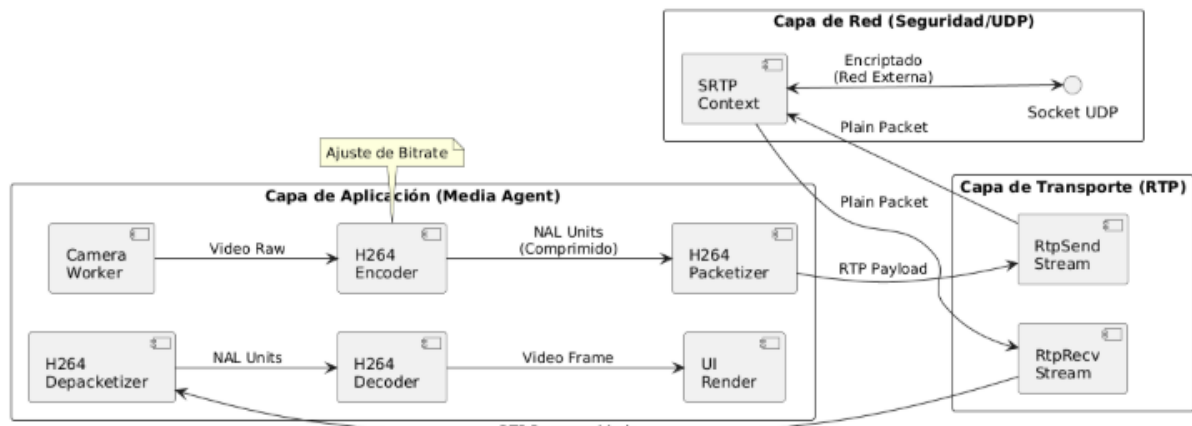 Capa de Red (Seguridad/UDP)
SRTP
Context
Encriptado
(Red Externa)
Socket UDP
Plain Packet
Ajuste de Bitrate
Capa de Aplicación (Media Agent)
Capa de Transporte (RTP)
Plain Packet
Camera
Worker
Video Raw
H264
Encoder
NAL Units
(Comprimido)
H264
Packetizer
RTP Payload
RtpSend
Stream
H264
Depacketizer
NAL Units
H264
Decoder
Video Frame
UI
Render
RtpRecv
Stream